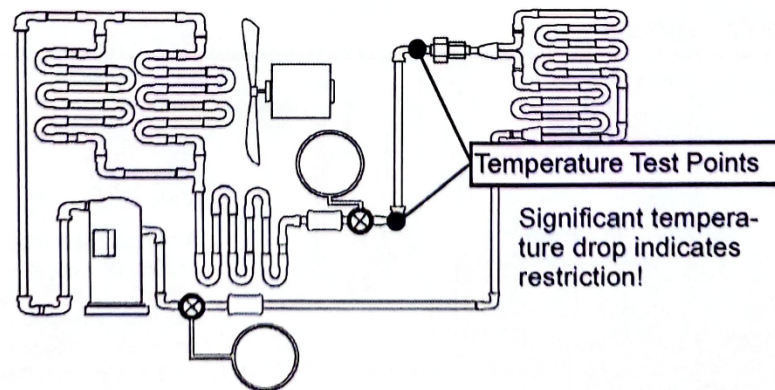 Temperature Test Points
Significant tempera-
ture drop indicates
restriction!